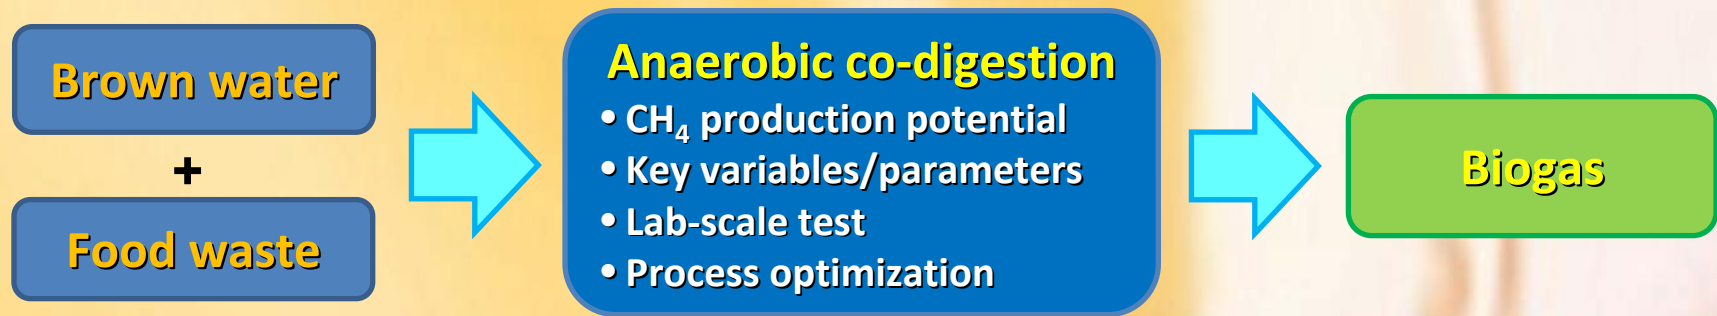 Brown water
+
Food waste
Anaerobic co-digestion
• CH₄ production potential
• Key variables/parameters
• Lab-scale test
• Process optimization
Biogas